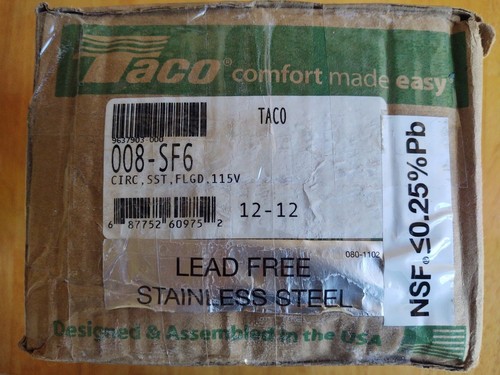 Taco® comfort made easy
TACO
9637903-000
008-SF6
CIRC,SST,FLGD,115V
6 87752 60975 2
12-12
080-1102
LEAD FREE
STAINLESS STEEL
NSF® ≤0.25%Pb
Designed & Assembled in the USA